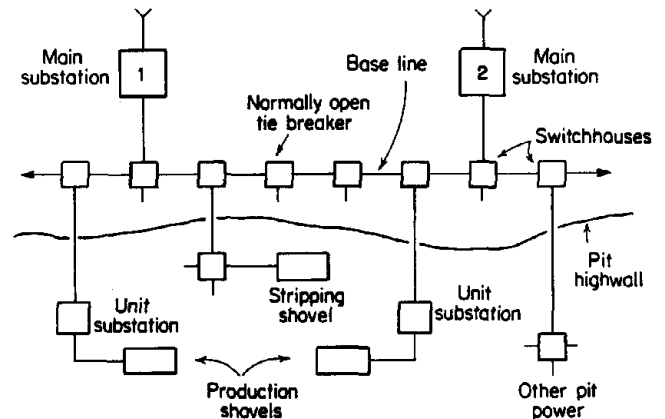 Main
substation
1
Base line
2
Main
substation
Normally open
tie breaker
Switchhouses
Pit
highwall
Unit
substation
Stripping
shovel
Unit
substation
Production
shovels
Other pit
power